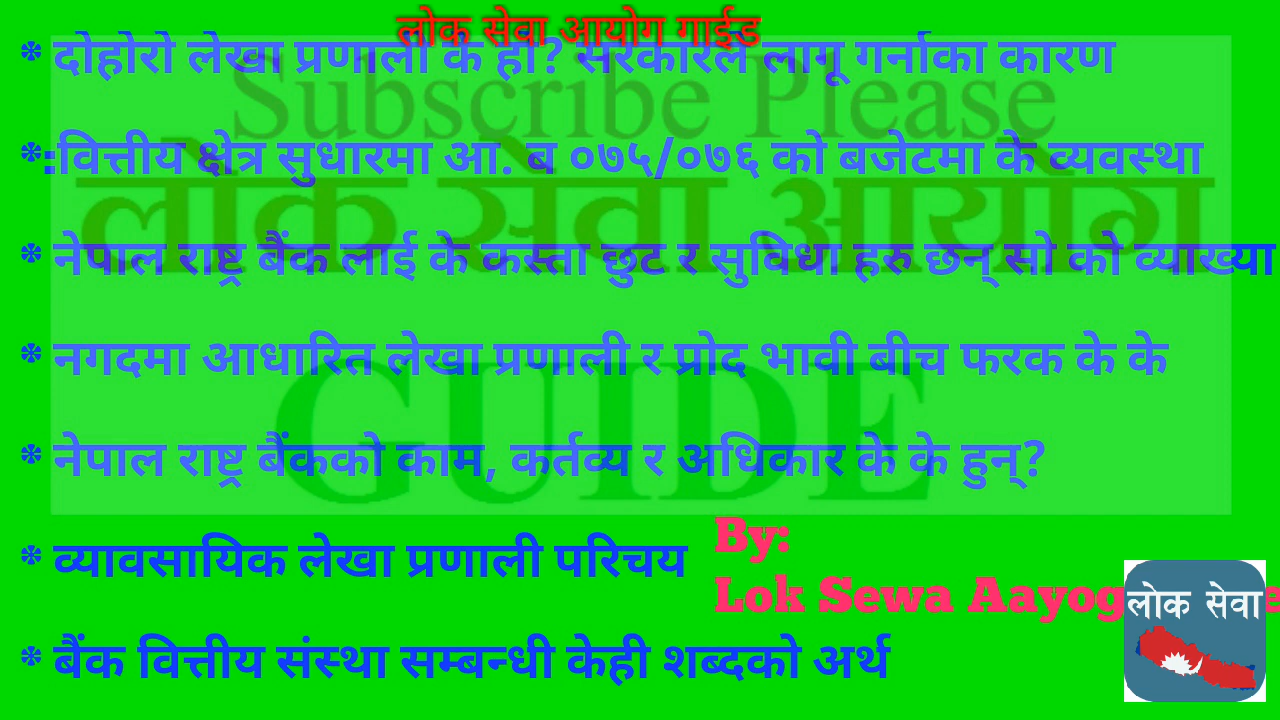 लोक सेवा आयोग गाईड
* दोहोरो लेखा प्रणाली के हो? सरकारले लागू गर्नाका कारण
Subscribe Please
*:वित्तीय क्षेत्र सुधारमा आ. ब ०७५/०७६ को बजेटमा के व्यवस्था
लोक सेवा आयोग
* नेपाल राष्ट्र बैंक लाई के कस्ता छुट र सुविधा हरु छन् सो को व्याख्या
* नगदमा आधारित लेखा प्रणाली र प्रोद भावी बीच फरक के के
GUIDE
* नेपाल राष्ट्र बैंकको काम, कर्तव्य र अधिकार के के हुन्?
By:
* व्यावसायिक लेखा प्रणाली परिचय
Lok Sewa Aayog
लोक सेवा
* बैंक वित्तीय संस्था सम्बन्धी केही शब्दको अर्थ